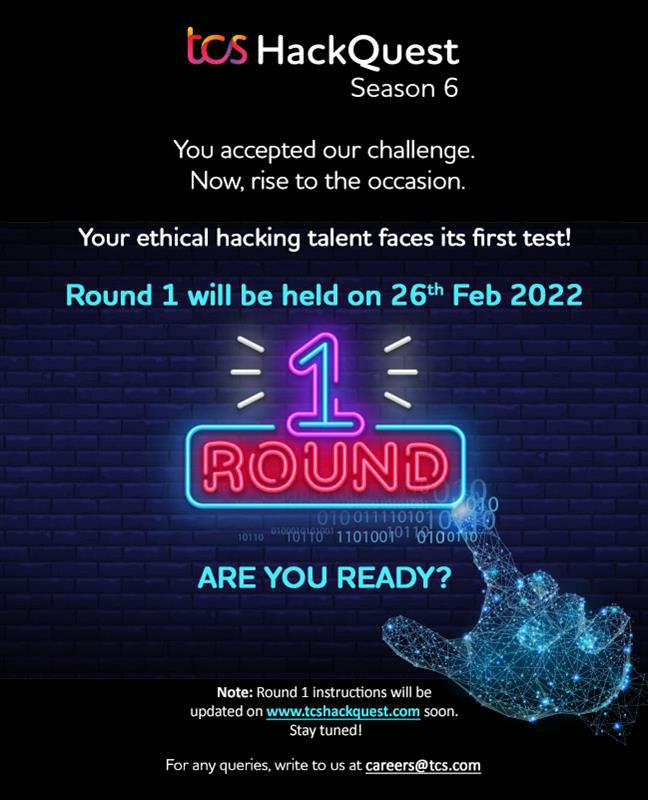 tcs HackQuest
Season 6
You accepted our challenge.
Now, rise to the occasion.
Your ethical hacking talent faces its first test!
Round 1 will be held on 26th Feb 2022
1
ROUND
ARE YOU READY?
Note: Round 1 instructions will be
updated on www.tcshackquest.com soon.
Stay tuned!
For any queries, write to us at careers@tcs.com